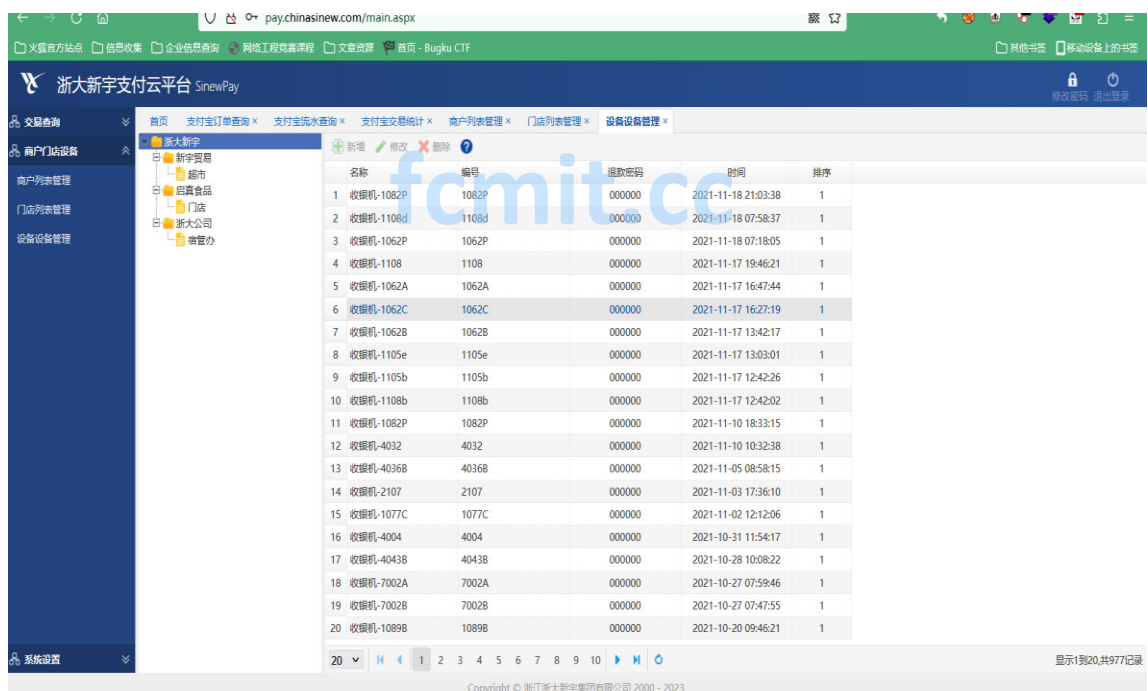 pay.chinasinew.com/main.aspx
火狐官方站点 信息收集 企业信息查询 网络工程竞赛课程 文章资源 首页 - Bugku CTF 其他书签 移动设备上的书签
浙大新宇支付云平台 SinewPay 修改密码 退出登录
交易查询 首页 支付宝订单查询 × 支付宝流水查询 × 支付宝交易统计 × 商户列表管理 × 门店列表管理 × 设备设备管理 ×
商户门店设备
商户列表管理
门店列表管理
设备设备管理
系统设置
浙大新宇
新宇贸易
超市
启真食品
门店
浙大公司
宿管办
新增 修改 删除
名称 编号 退款密码 时间 排序
1 收银机-1082P 1082P 000000 2021-11-18 21:03:38 1
2 收银机-1108d 1108d 000000 2021-11-18 07:58:37 1
3 收银机-1062P 1062P 000000 2021-11-18 07:18:05 1
4 收银机-1108 1108 000000 2021-11-17 19:46:21 1
5 收银机-1062A 1062A 000000 2021-11-17 16:47:44 1
6 收银机-1062C 1062C 000000 2021-11-17 16:27:19 1
7 收银机-1062B 1062B 000000 2021-11-17 13:42:17 1
8 收银机-1105e 1105e 000000 2021-11-17 13:03:01 1
9 收银机-1105b 1105b 000000 2021-11-17 12:42:26 1
10 收银机-1108b 1108b 000000 2021-11-17 12:42:02 1
11 收银机-1082P 1082P 000000 2021-11-10 18:33:15 1
12 收银机-4032 4032 000000 2021-11-10 10:32:38 1
13 收银机-4036B 4036B 000000 2021-11-05 08:58:15 1
14 收银机-2107 2107 000000 2021-11-03 17:36:10 1
15 收银机-1077C 1077C 000000 2021-11-02 12:12:06 1
16 收银机-4004 4004 000000 2021-10-31 11:54:17 1
17 收银机-4043B 4043B 000000 2021-10-28 10:08:22 1
18 收银机-7002A 7002A 000000 2021-10-27 07:59:46 1
19 收银机-7002B 7002B 000000 2021-10-27 07:47:55 1
20 收银机-1089B 1089B 000000 2021-10-20 09:46:21 1
fcmit.cc
20 1 2 3 4 5 6 7 8 9 10 显示1到20,共977记录
Copyright © 浙江浙大新宇集团有限公司 2000 - 2023